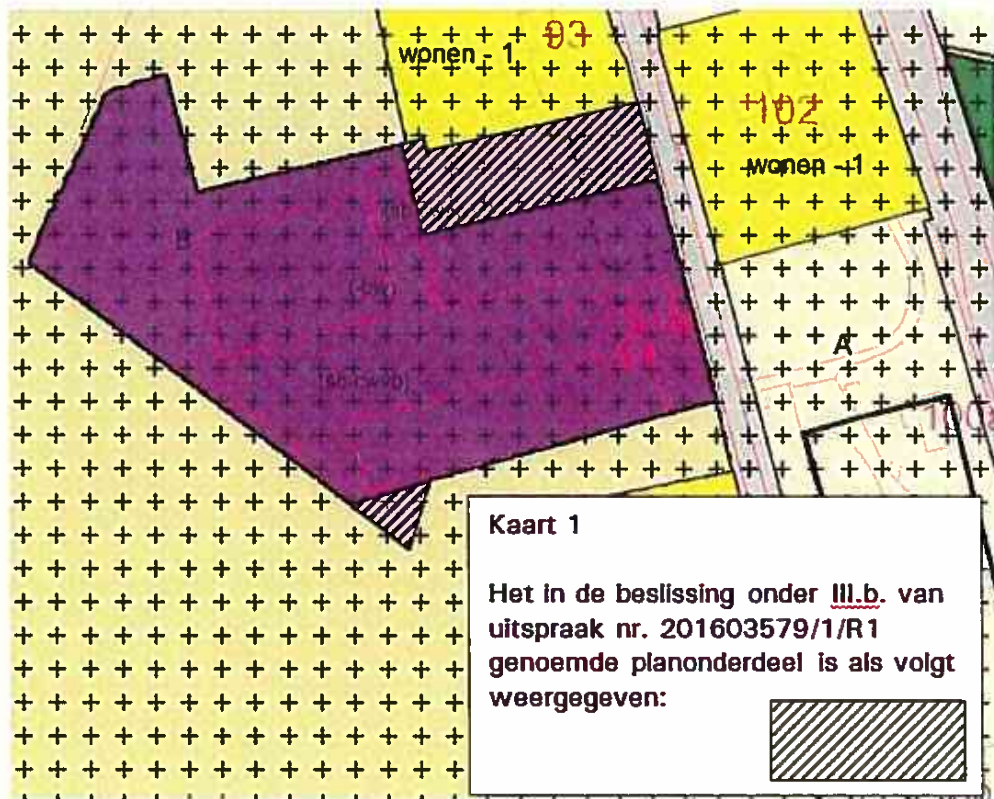 wonen - 1
93
102
wonen - 1
B
A
Kaart 1
Het in de beslissing onder III.b. van
uitspraak nr. 201603579/1/R1
genoemde planonderdeel is als volgt
weergegeven: